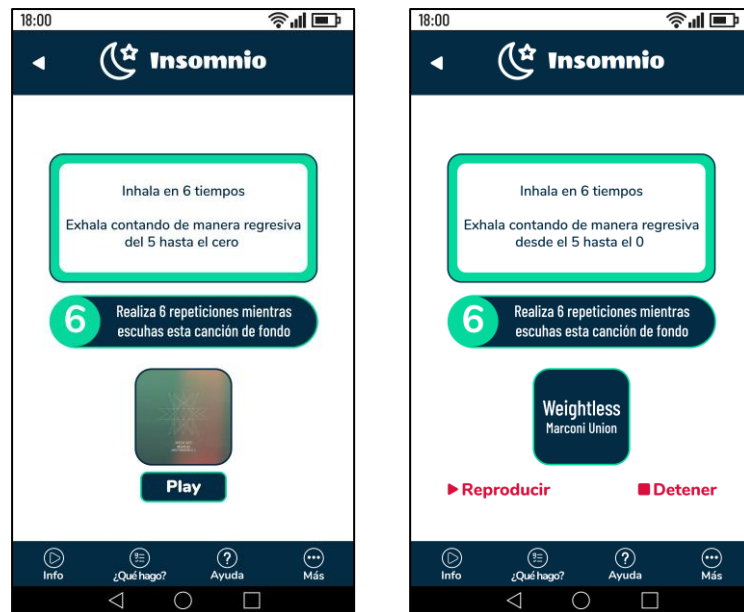 18:00
Insomnio
Inhala en 6 tiempos
Exhala contando de manera regresiva
del 5 hasta el cero
6
Realiza 6 repeticiones mientras
escuhas esta canción de fondo
Play
Info
¿Qué hago?
Ayuda
Más
18:00
Insomnio
Inhala en 6 tiempos
Exhala contando de manera regresiva
desde el 5 hasta el 0
6
Realiza 6 repeticiones mientras
escuhas esta canción de fondo
Weightless
Marconi Union
Reproducir
Detener
Info
¿Qué hago?
Ayuda
Más